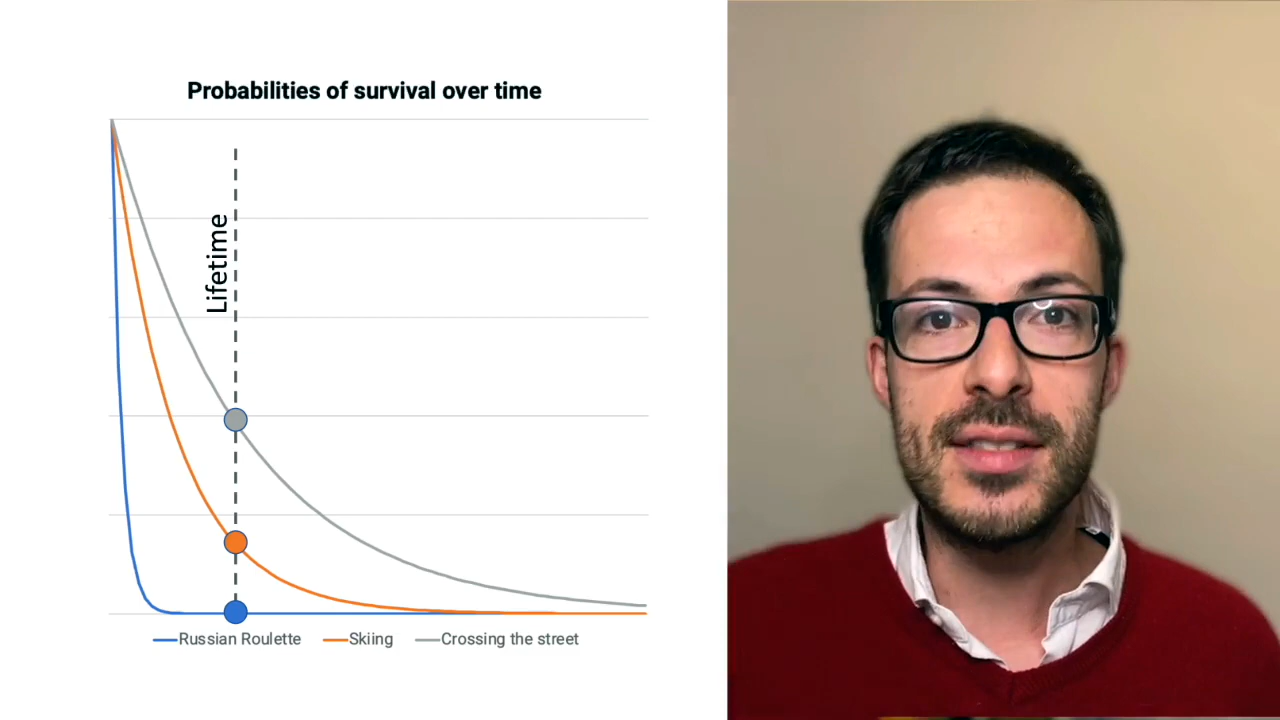 Probabilities of survival over time
Lifetime
Russian Roulette Skiing Crossing the street